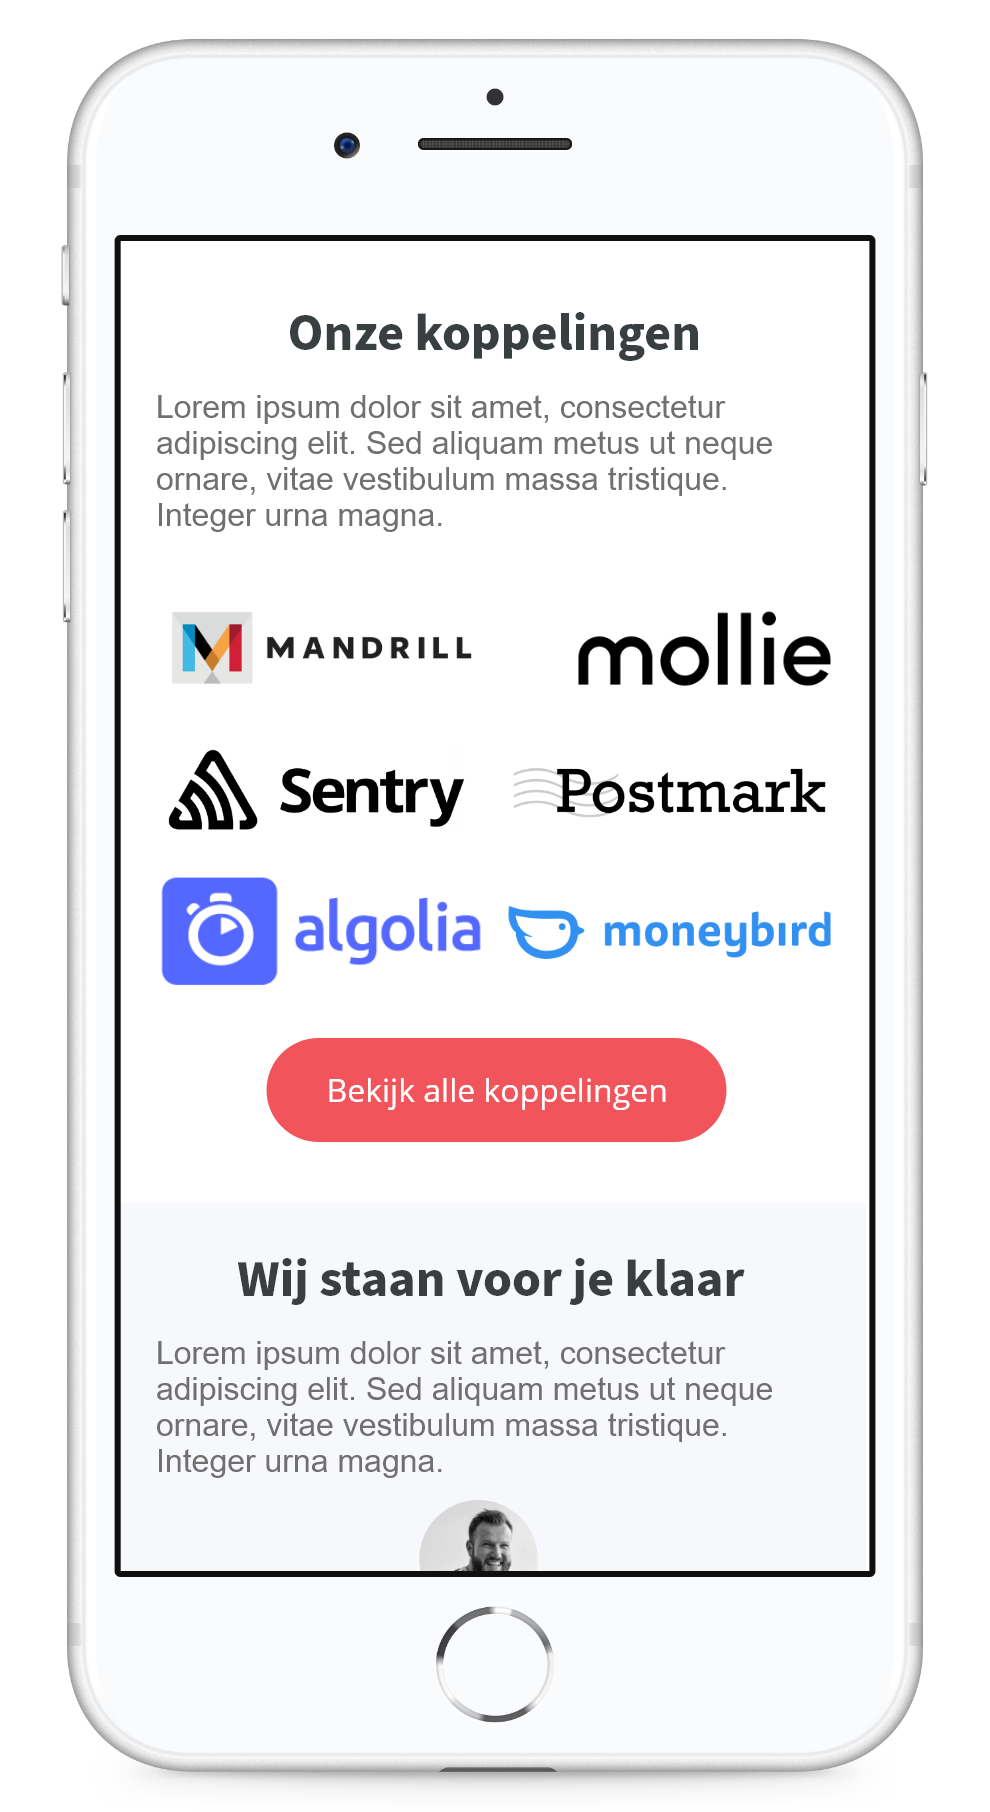 Onze koppelingen
Lorem ipsum dolor sit amet, consectetur
adipiscing elit. Sed aliquam metus ut neque
ornare, vitae vestibulum massa tristique.
Integer urna magna.
MANDRILL
mollie
Sentry
Postmark
algolia
moneybird
Bekijk alle koppelingen
Wij staan voor je klaar
Lorem ipsum dolor sit amet, consectetur
adipiscing elit. Sed aliquam metus ut neque
ornare, vitae vestibulum massa tristique.
Integer urna magna.